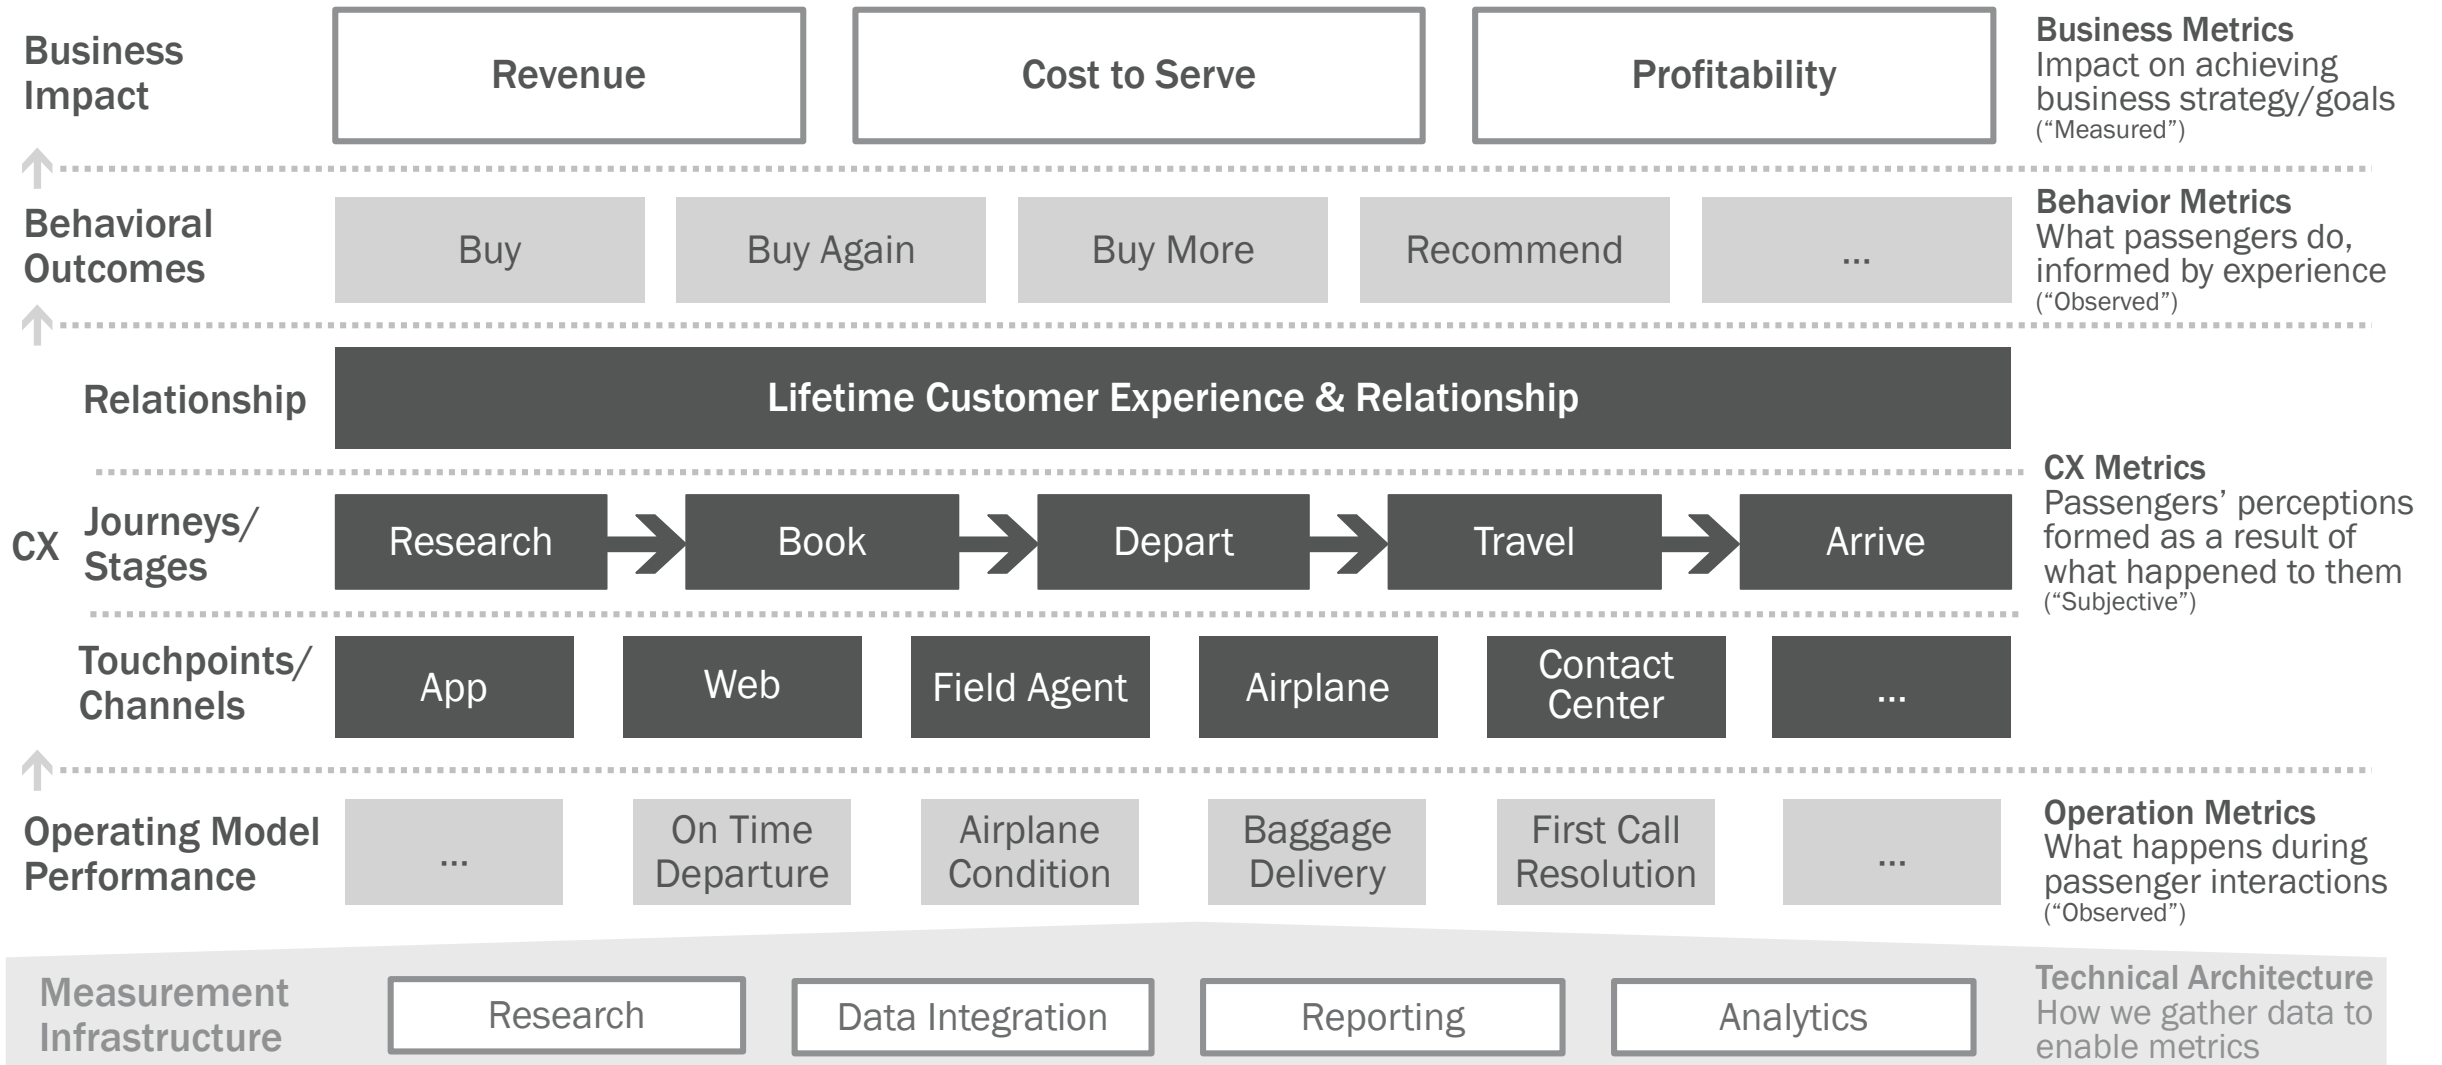 Business
Impact
Revenue
Cost to Serve
Profitability
Business Metrics
Impact on achieving
business strategy/goals
(“Measured”)
Behavioral
Outcomes
Buy
Buy Again
Buy More
Recommend
...
Behavior Metrics
What passengers do,
informed by experience
(“Observed”)
Relationship
Lifetime Customer Experience & Relationship
CX
Journeys/
Stages
Research
Book
Depart
Travel
Arrive
CX Metrics
Passengers’ perceptions
formed as a result of
what happened to them
(“Subjective”)
Touchpoints/
Channels
App
Web
Field Agent
Airplane
Contact
Center
...
Operating Model
Performance
...
On Time
Departure
Airplane
Condition
Baggage
Delivery
First Call
Resolution
...
Operation Metrics
What happens during
passenger interactions
(“Observed”)
Measurement
Infrastructure
Research
Data Integration
Reporting
Analytics
Technical Architecture
How we gather data to
enable metrics